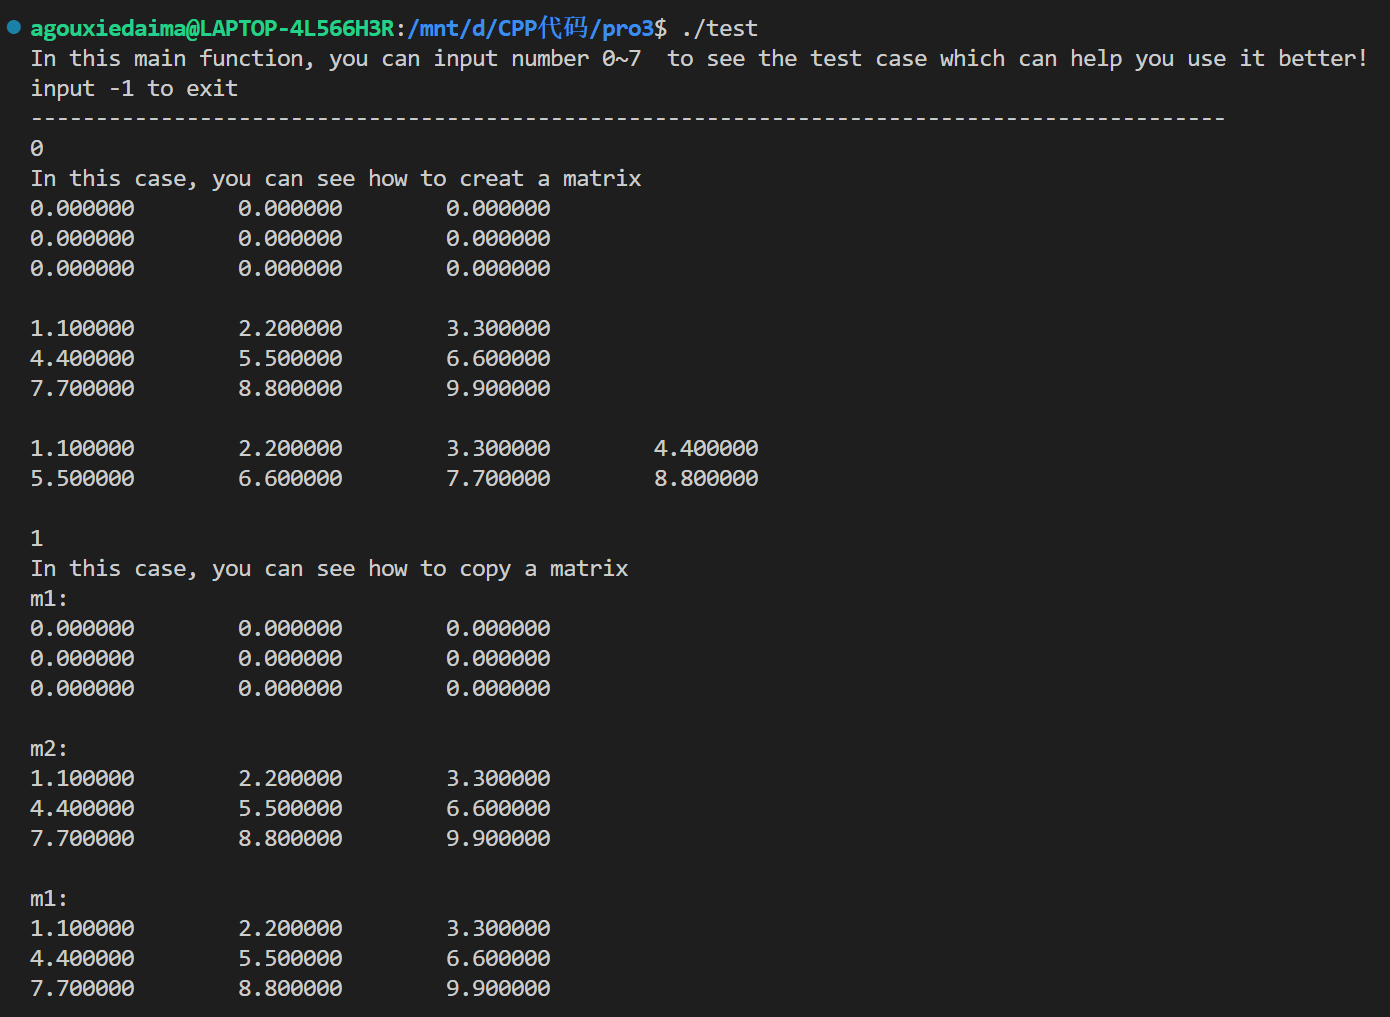 agouxiedaima@LAPTOP-4L566H3R:/mnt/d/CPP代码/pro3$ ./test
In this main function, you can input number 0~7  to see the test case which can help you use it better!
input -1 to exit
--------------------------------------------------------------------------------------------
0
In this case, you can see how to creat a matrix
0.000000        0.000000        0.000000
0.000000        0.000000        0.000000
0.000000        0.000000        0.000000

1.100000        2.200000        3.300000
4.400000        5.500000        6.600000
7.700000        8.800000        9.900000

1.100000        2.200000        3.300000        4.400000
5.500000        6.600000        7.700000        8.800000

1
In this case, you can see how to copy a matrix
m1:
0.000000        0.000000        0.000000
0.000000        0.000000        0.000000
0.000000        0.000000        0.000000

m2:
1.100000        2.200000        3.300000
4.400000        5.500000        6.600000
7.700000        8.800000        9.900000

m1:
1.100000        2.200000        3.300000
4.400000        5.500000        6.600000
7.700000        8.800000        9.900000